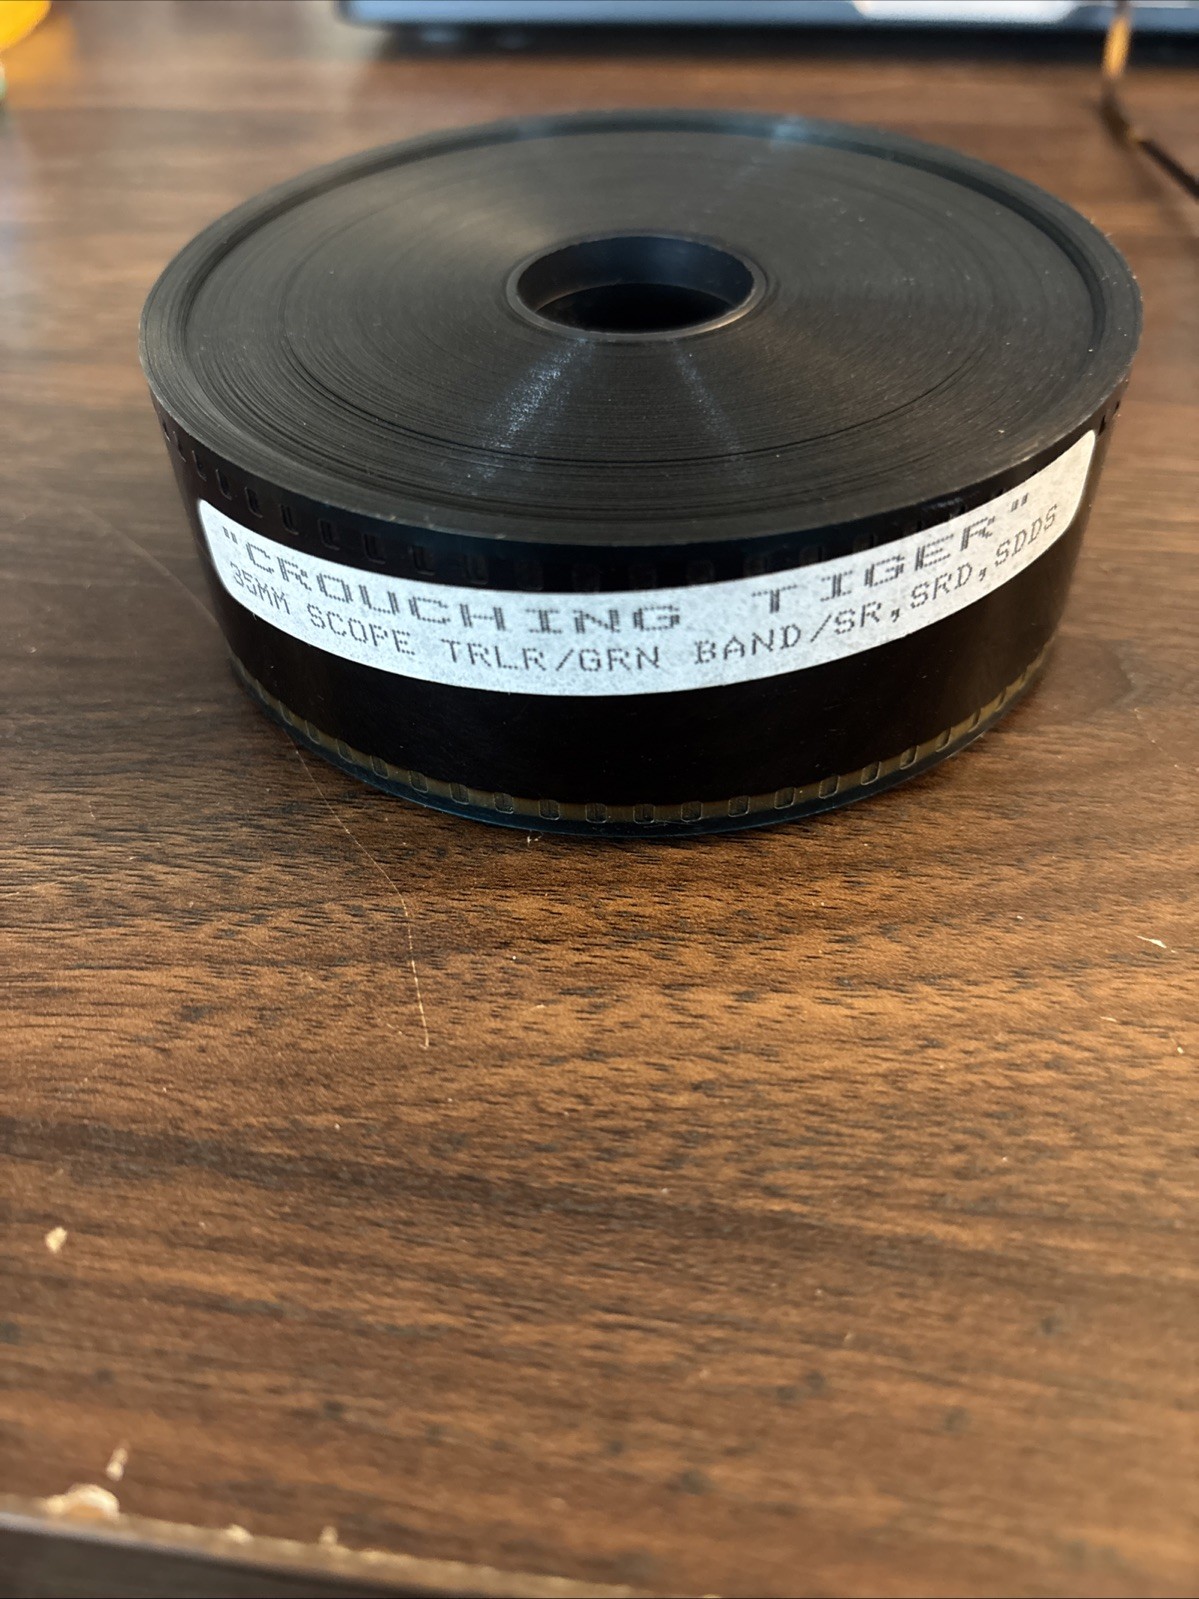 "CROUCHING TIGER"
35MM SCOPE TRLR/GRN BAND/SR,SRD,SDDS